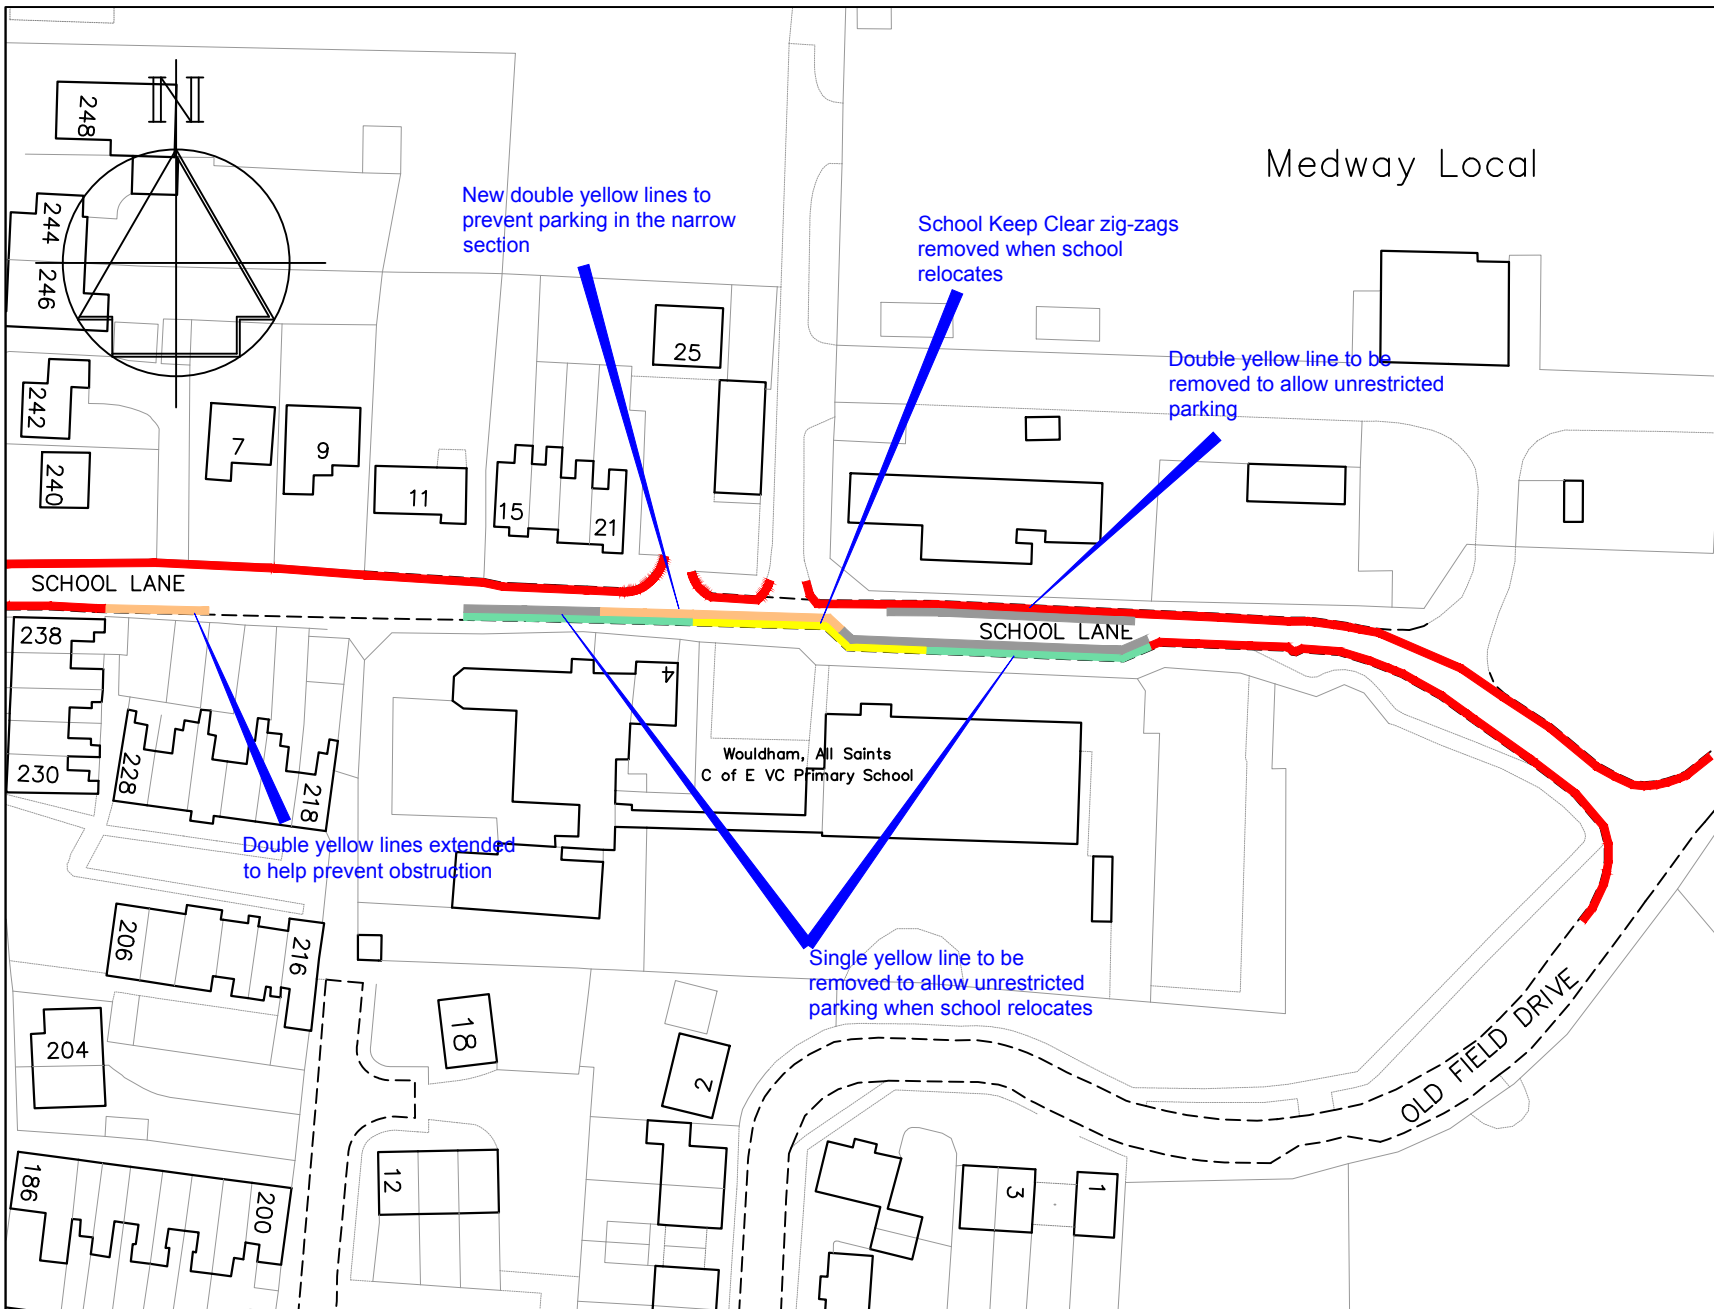 N
248
Medway Local
New double yellow lines to
prevent parking in the narrow
section
School Keep Clear zig-zags
removed when school
relocates
244
246
25
Double yellow line to be
removed to allow unrestricted
parking
242
7
9
240
11
15
21
SCHOOL LANE
238
SCHOOL LANE
4
Wouldham, All Saints
C of E VC Primary School
230
228
218
Double yellow lines extended
to help prevent obstruction
206
216
Single yellow line to be
removed to allow unrestricted
parking when school relocates
18
204
2
OLD FIELD DRIVE
186
200
12
3
1